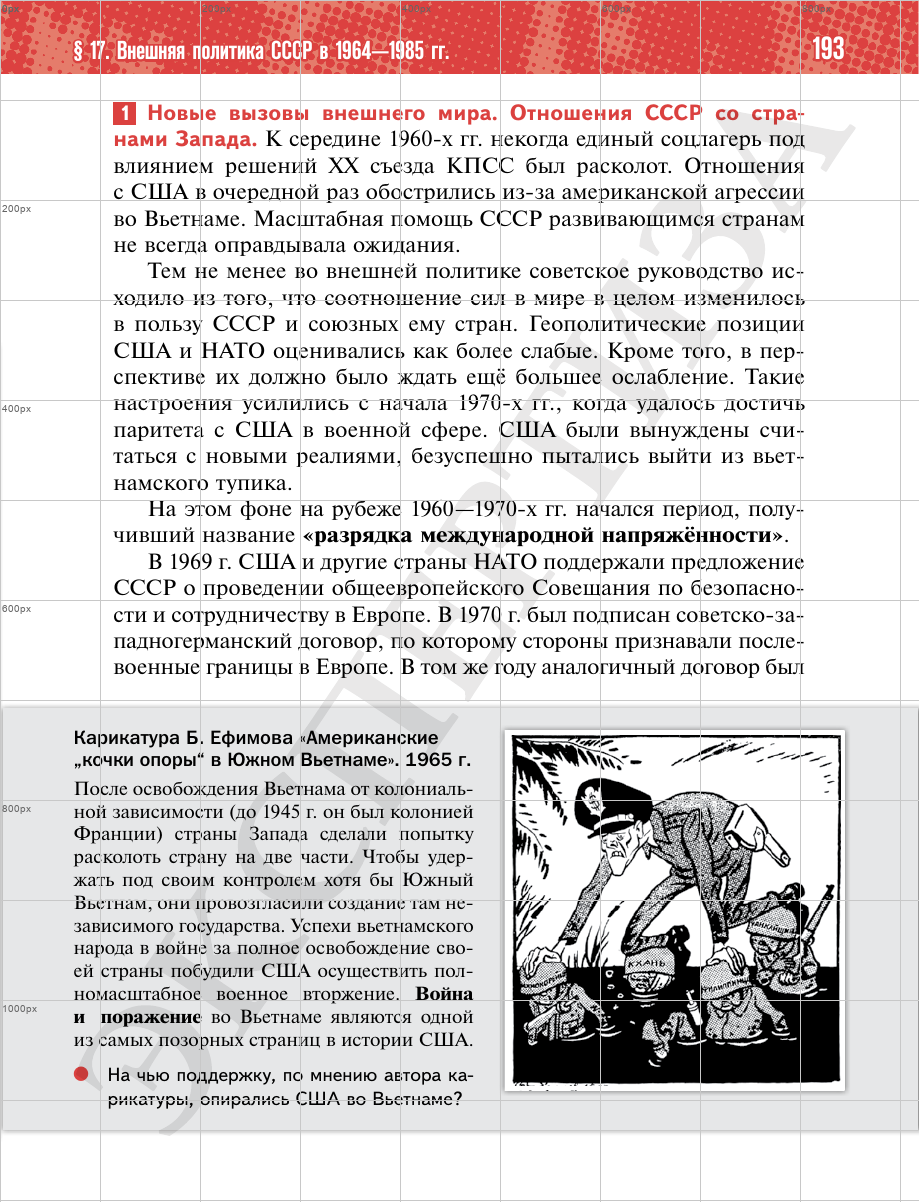 § 17. Внешняя политика СССР в 1964—1985 гг.
193
1 Новые вызовы внешнего мира. Отношения СССР со стра-
нами Запада. К середине 1960-х гг. некогда единый соцлагерь под
влиянием решений XX съезда КПСС был расколот. Отношения
с США в очередной раз обострились из-за американской агрессии
во Вьетнаме. Масштабная помощь СССР развивающимся странам
не всегда оправдывала ожидания.
Тем не менее во внешней политике советское руководство ис-
ходило из того, что соотношение сил в мире в целом изменилось
в пользу СССР и союзных ему стран. Геополитические позиции
США и НАТО оценивались как более слабые. Кроме того, в пер-
спективе их должно было ждать ещё большее ослабление. Такие
настроения усилились с начала 1970-х гг., когда удалось достичь
паритета с США в военной сфере. США были вынуждены счи-
таться с новыми реалиями, безуспешно пытались выйти из вьет-
намского тупика.
На этом фоне на рубеже 1960—1970-х гг. начался период, полу-
чивший название «разрядка международной напряжённости».
В 1969 г. США и другие страны НАТО поддержали предложение
СССР о проведении общеевропейского Совещания по безопасно-
сти и сотрудничеству в Европе. В 1970 г. был подписан советско-за-
падногерманский договор, по которому стороны признавали после-
военные границы в Европе. В том же году аналогичный договор был
Карикатура Б. Ефимова «Американские
„кочки опоры“ в Южном Вьетнаме». 1965 г.
После освобождения Вьетнама от колониаль-
ной зависимости (до 1945 г. он был колонией
Франции) страны Запада сделали попытку
расколоть страну на две части. Чтобы удер-
жать под своим контролем хотя бы Южный
Вьетнам, они провозгласили создание там не-
зависимого государства. Успехи вьетнамского
народа в войне за полное освобождение сво-
ей страны побудили США осуществить пол-
номасштабное военное вторжение. Война
и поражение во Вьетнаме являются одной
из самых позорных страниц в истории США.
На чью поддержку, по мнению автора ка-
рикатуры, опирались США во Вьетнаме?
КХАНЬ
ЭКСПЕРТИЗА
200px
400px
600px
800px
1000px